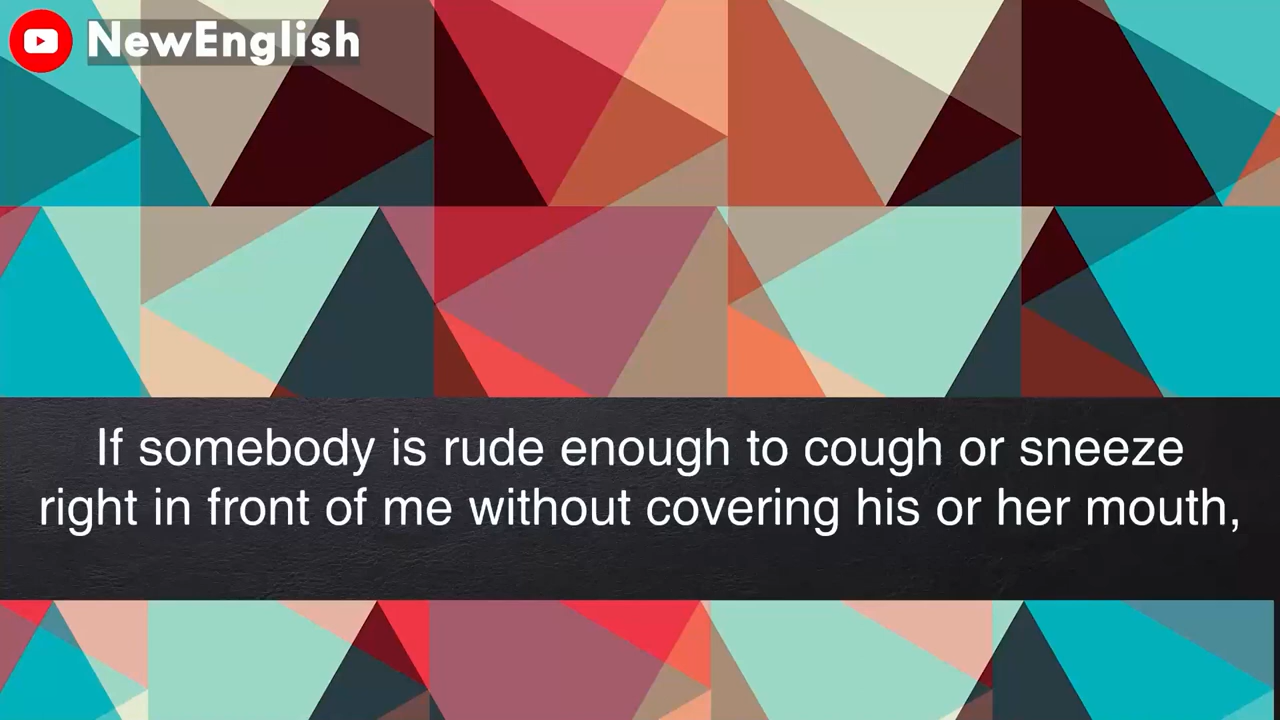 NewEnglish
If somebody is rude enough to cough or sneeze
right in front of me without covering his or her mouth,